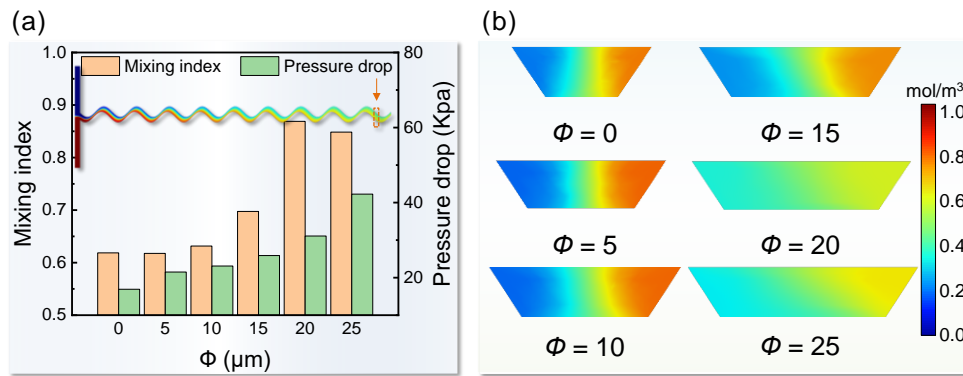 (a)
1.0
0.9
0.8
0.7
0.6
0.5
Mixing index
Mixing index
Pressure drop
80
60
40
20
Pressure drop (Kpa)
0 5 10 15 20 25
Φ (μm)
(b)
Φ = 0
Φ = 15
Φ = 5
Φ = 20
Φ = 10
Φ = 25
mol/m³
1.0
0.8
0.6
0.4
0.2
0.0